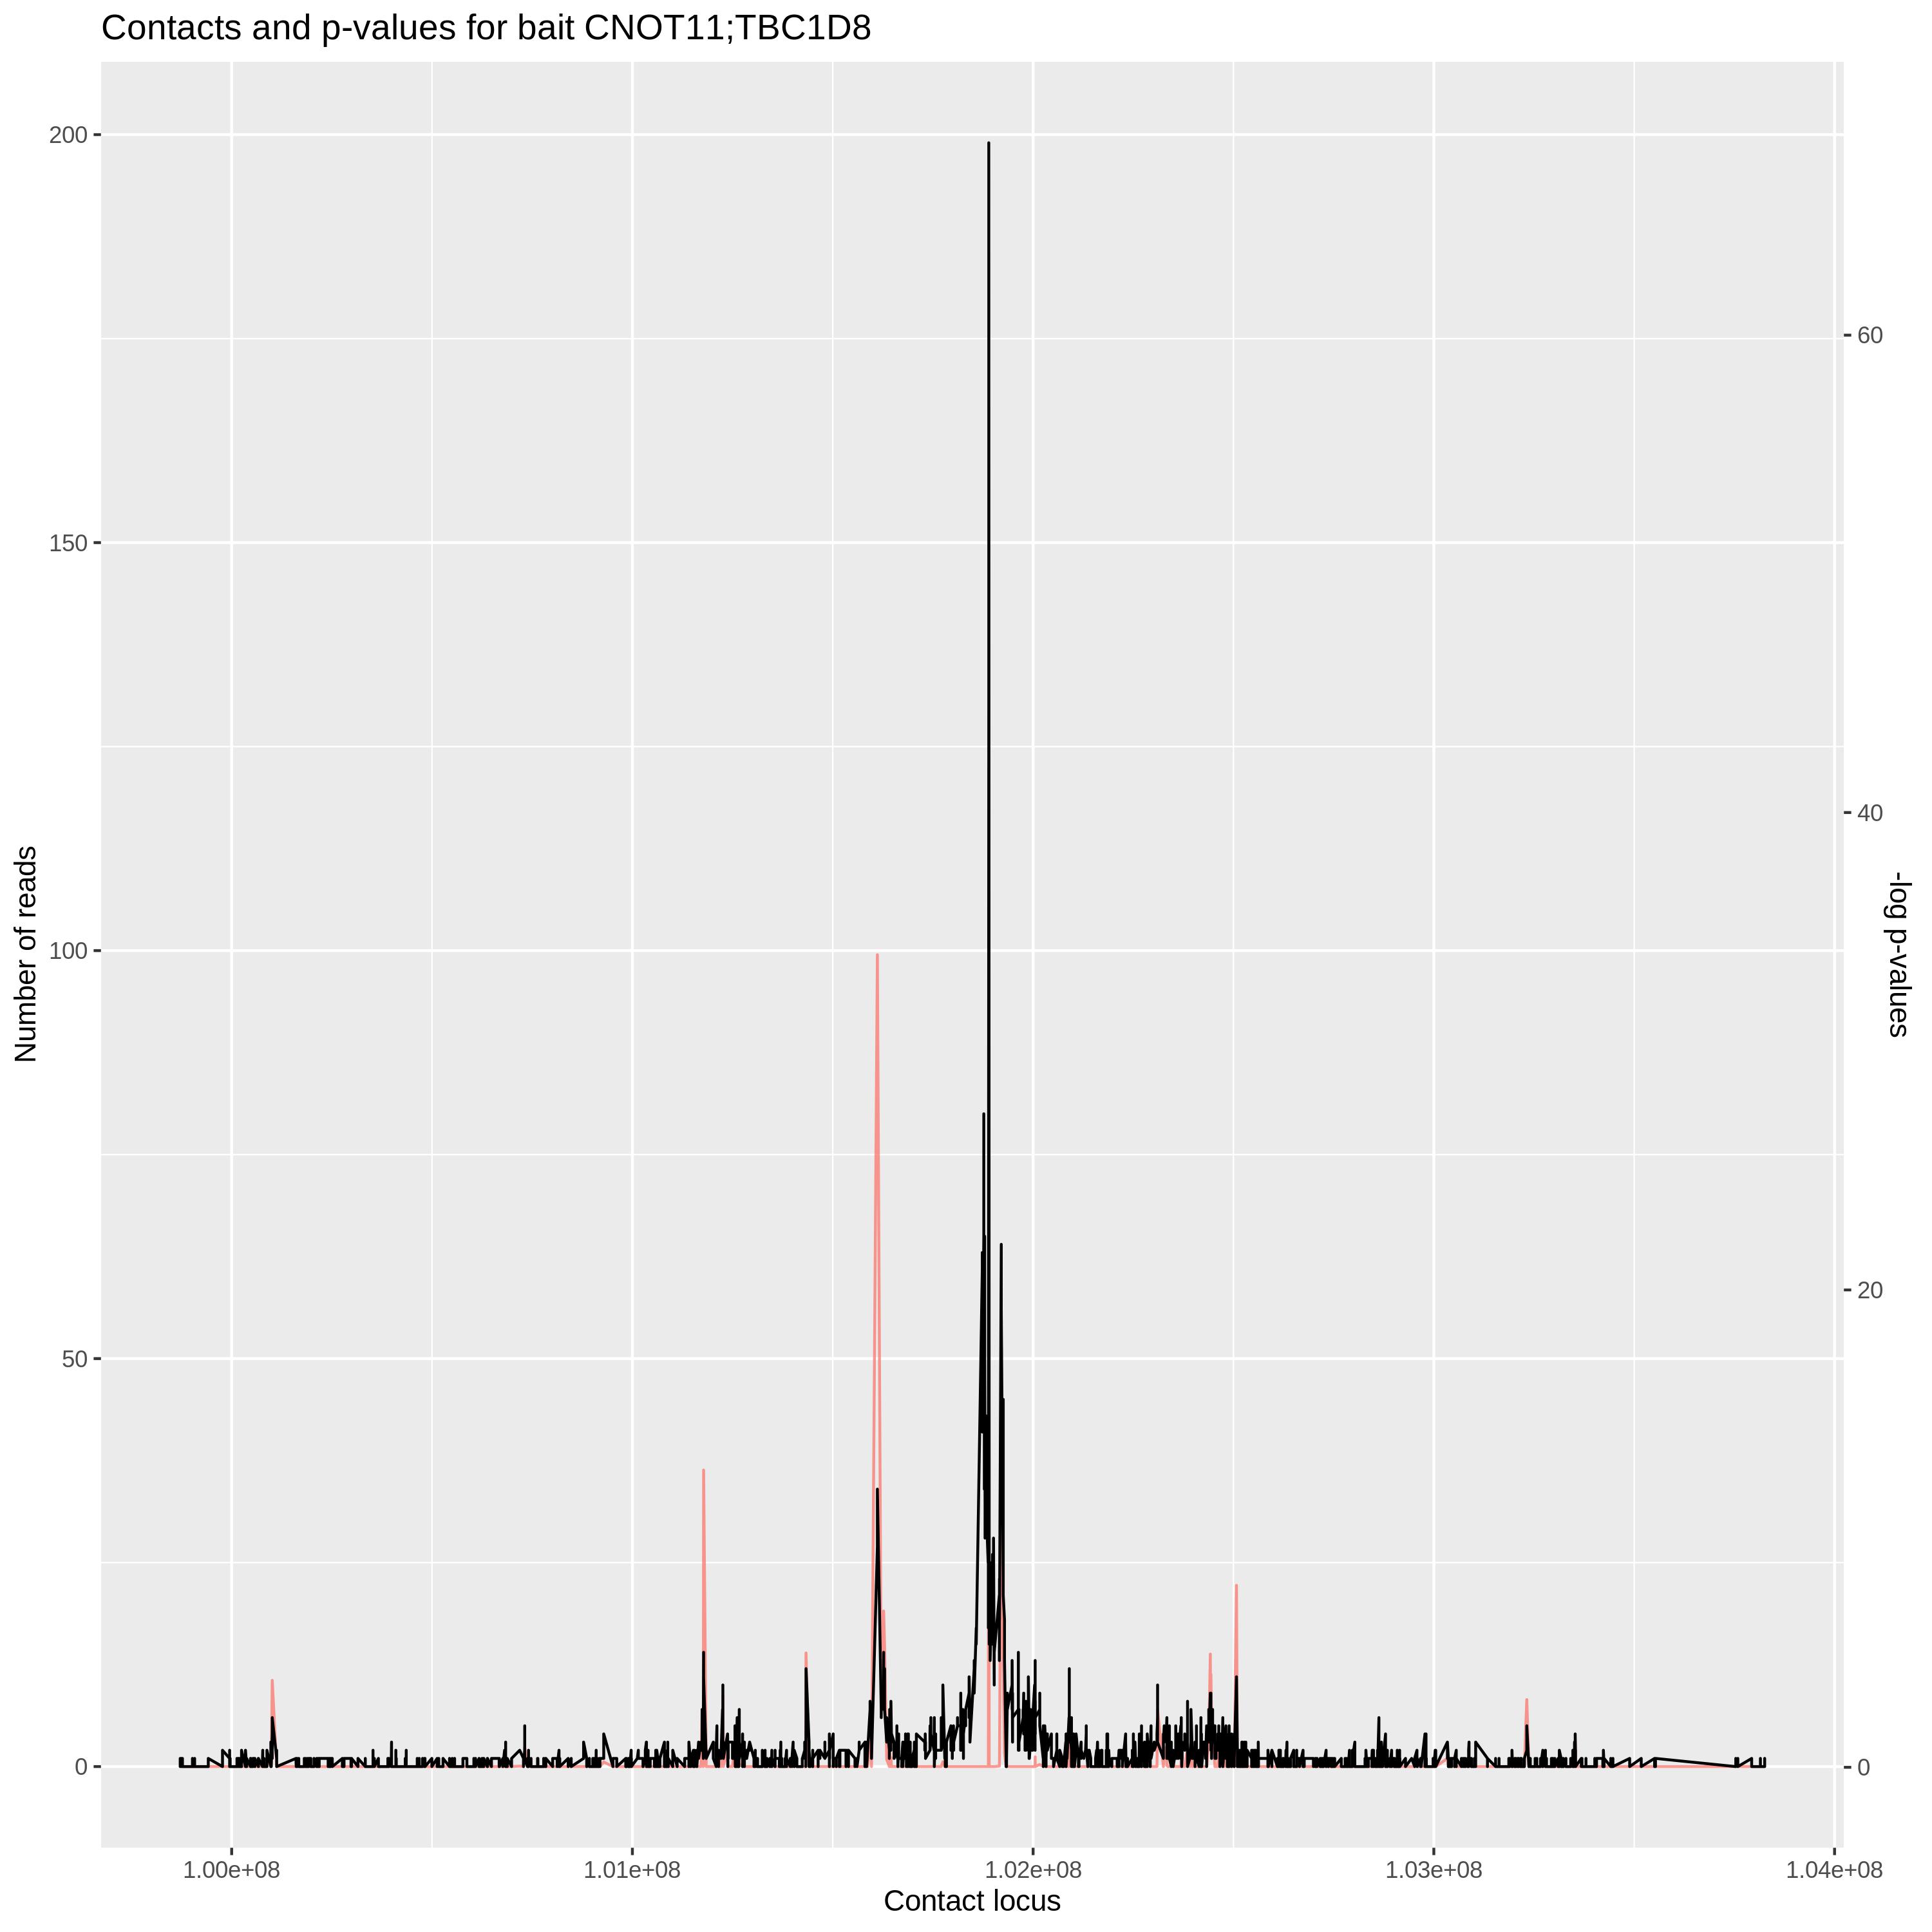 Contacts and p-values for bait CNOT11;TBC1D8
200
150
100
50
0
Number of reads
60
40
20
0
-log p-values
1.00e+08
1.01e+08
1.02e+08
1.03e+08
1.04e+08
Contact locus